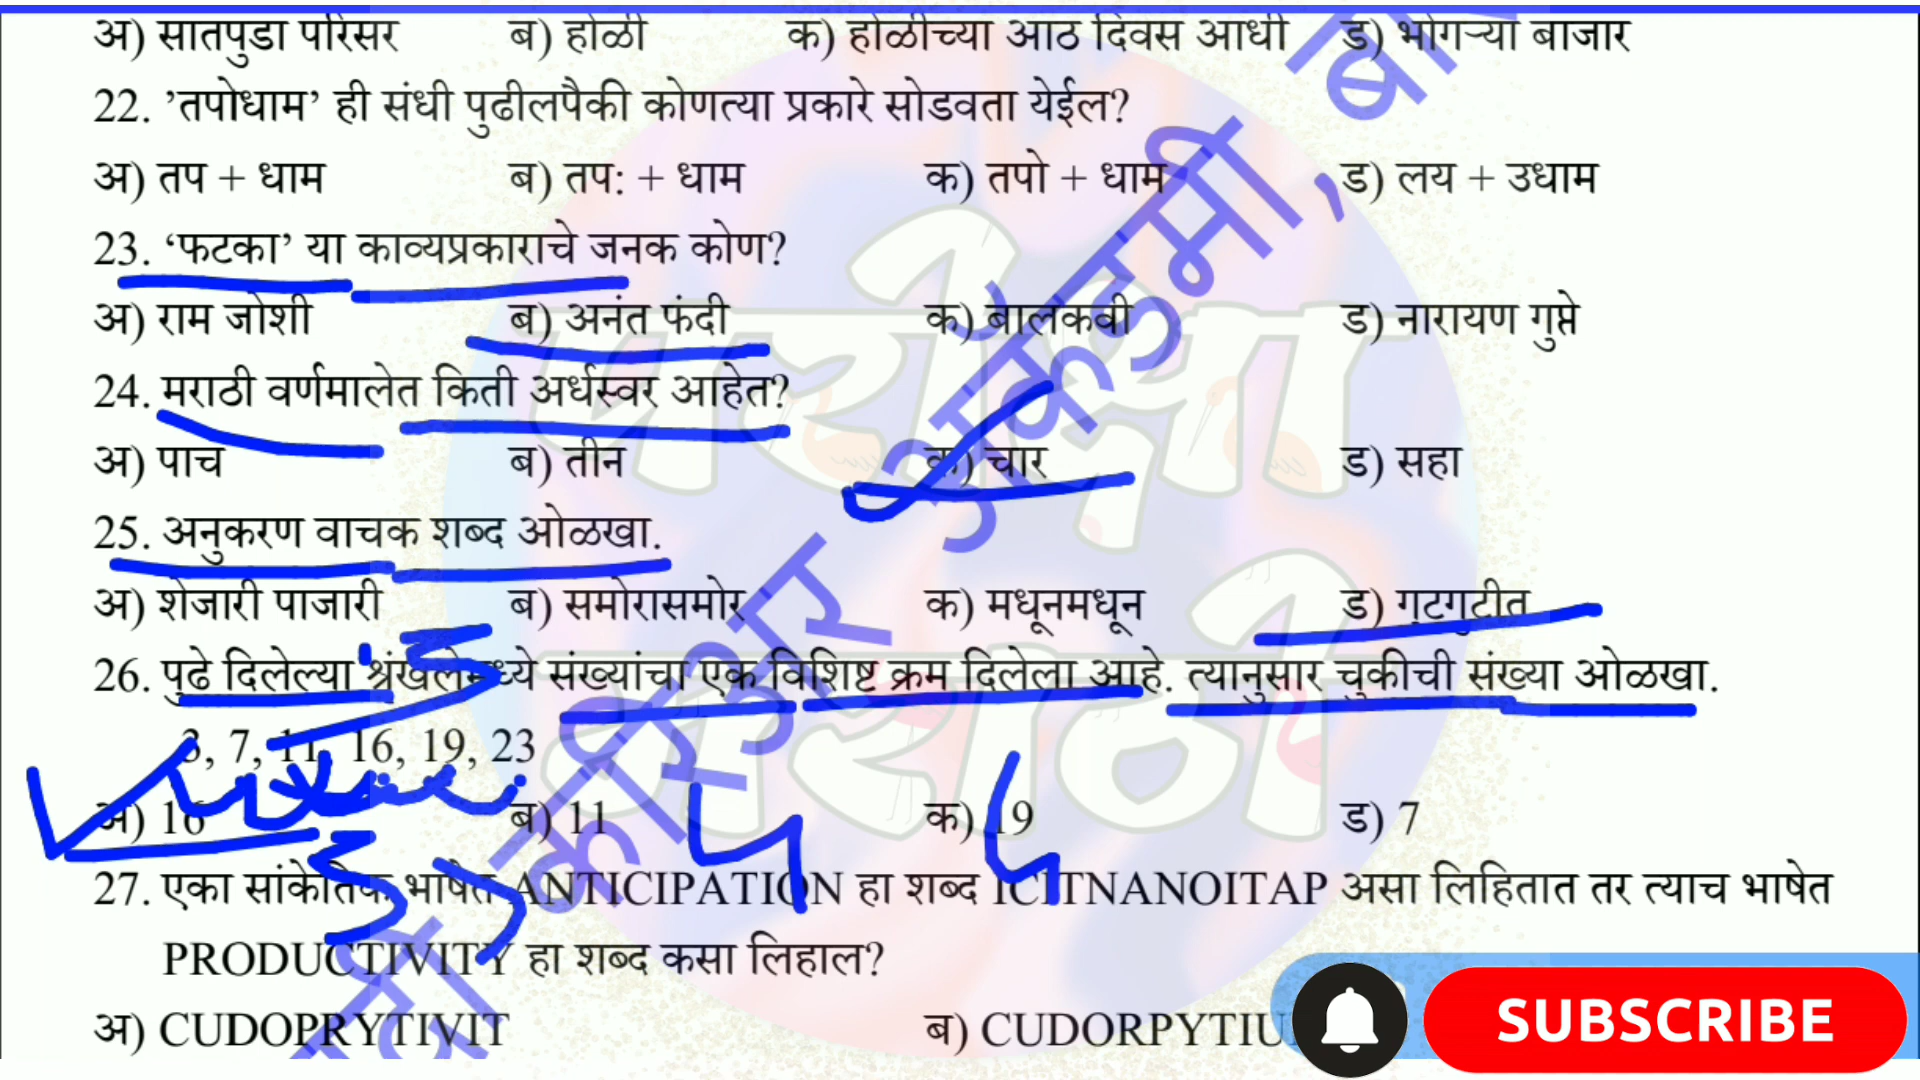 अ) सातपुडा परिसर ब) होळी क) होळीच्या आठ दिवस आधी ड) भोंगऱ्या बाजार
22. ’तपोधाम’ ही संधी पुढीलपैकी कोणत्या प्रकारे सोडवता येईल?
अ) तप + धाम ब) तप: + धाम क) तपो + धाम ड) लय + उधाम
23. ‘फटका’ या काव्यप्रकाराचे जनक कोण?
अ) राम जोशी ब) अनंत फंदी क) बालकवी ड) नारायण गुप्ते
24. मराठी वर्णमालेत किती अर्धस्वर आहेत?
अ) पाच ब) तीन क) चार ड) सहा
25. अनुकरण वाचक शब्द ओळखा.
अ) शेजारी पाजारी ब) समोरासमोर क) मधूनमधून ड) गुटगुटीत
26. पुढे दिलेल्या श्रंखलेमध्ये संख्यांचा एक विशिष्ट क्रम दिलेला आहे. त्यानुसार चुकीची संख्या ओळखा.
3, 7, 11, 16, 19, 23
अ) 16 ब) 11 क) 19 ड) 7
27. एका सांकेतिक भाषेत ANTICIPATION हा शब्द ICITNANOITAP असा लिहितात तर त्याच भाषेत
PRODUCTIVITY हा शब्द कसा लिहाल?
अ) CUDOPRYTIVIT ब) CUDORPYTIU
SUBSCRIBE
करिअर अॅकॅडमी,